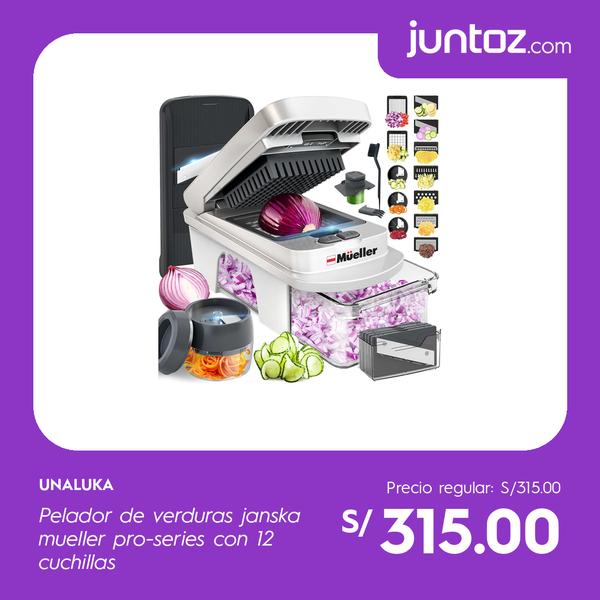 juntoz.com
Müeller
UNALUKA
Pelador de verduras janska
mueller pro-series con 12
cuchillas
Precio regular: S/315.00
S/ 315.00